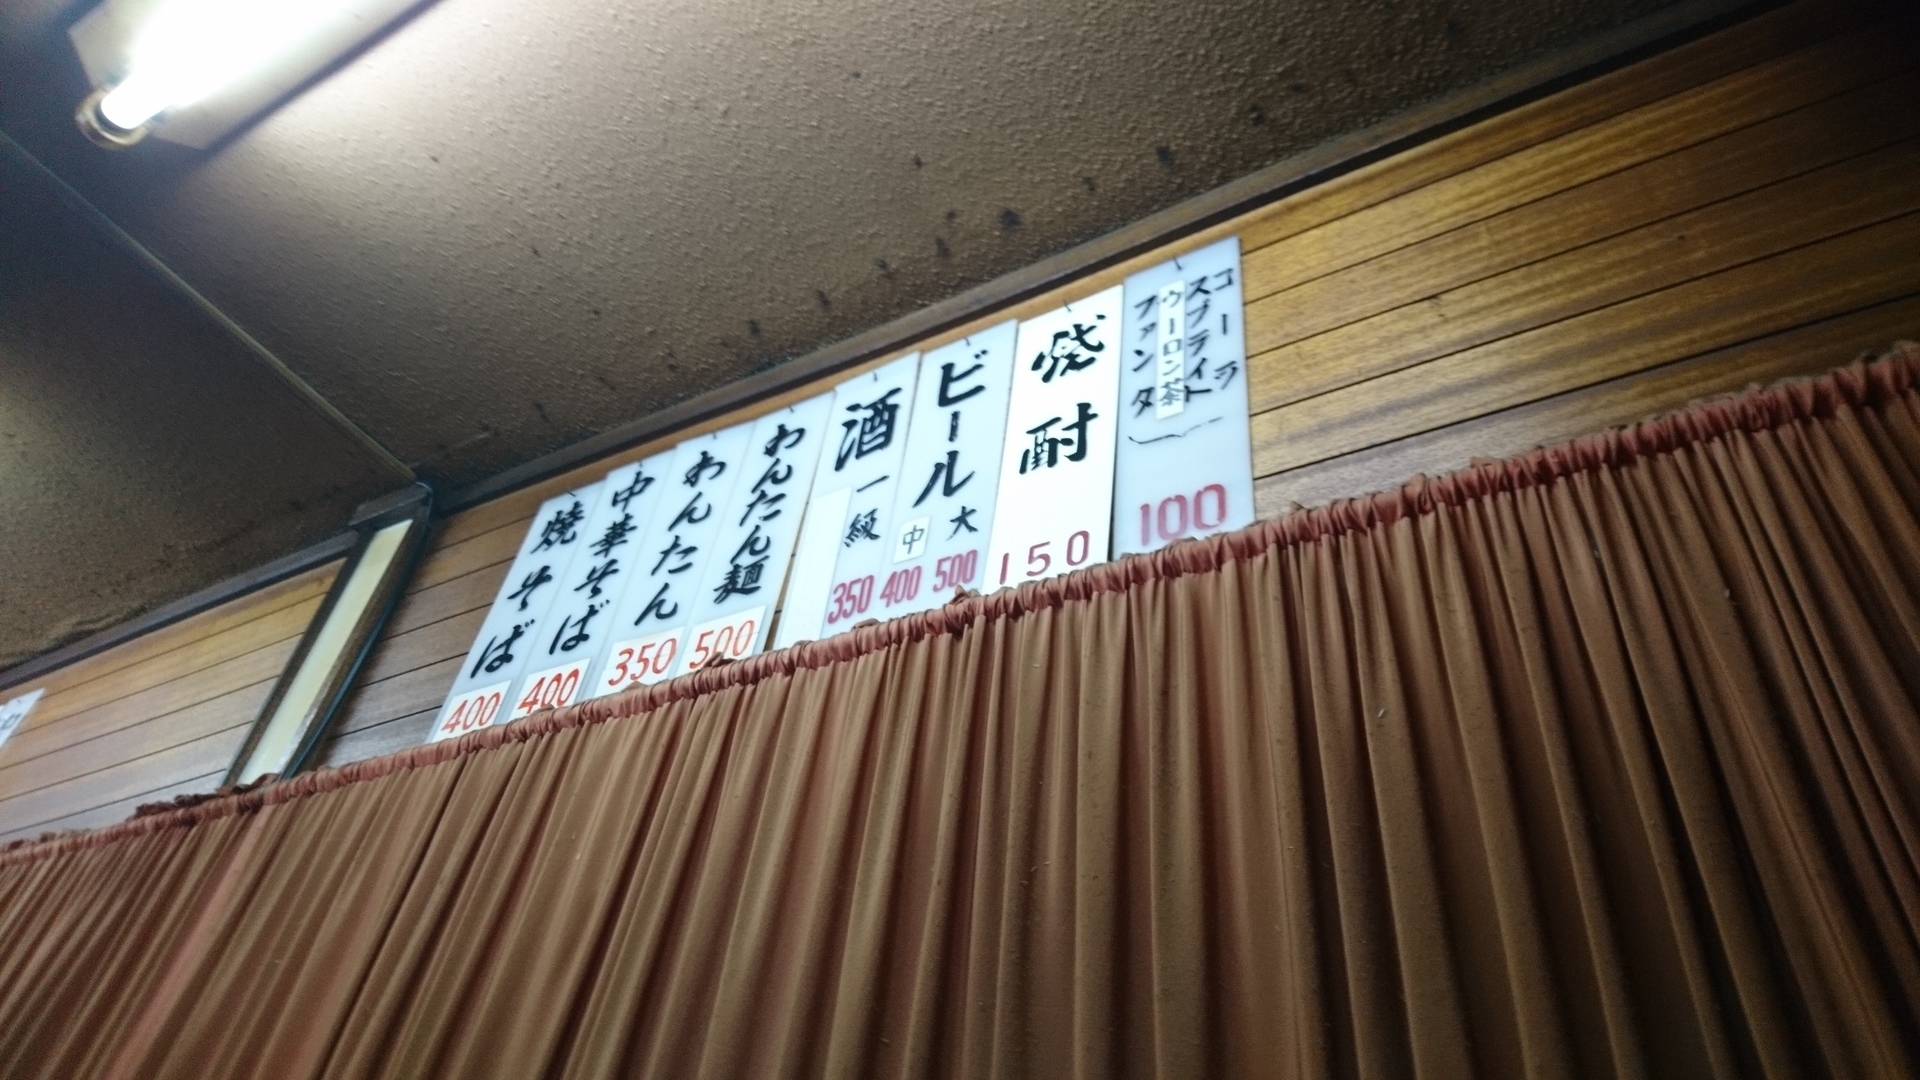 コーラ
スプライト
ウーロン茶
ファンタ
100
焼酎
150
ビール
大
中
500
400
酒
一級
350
わんたん麺
500
わんたん
350
中華そば
400
焼そば
400